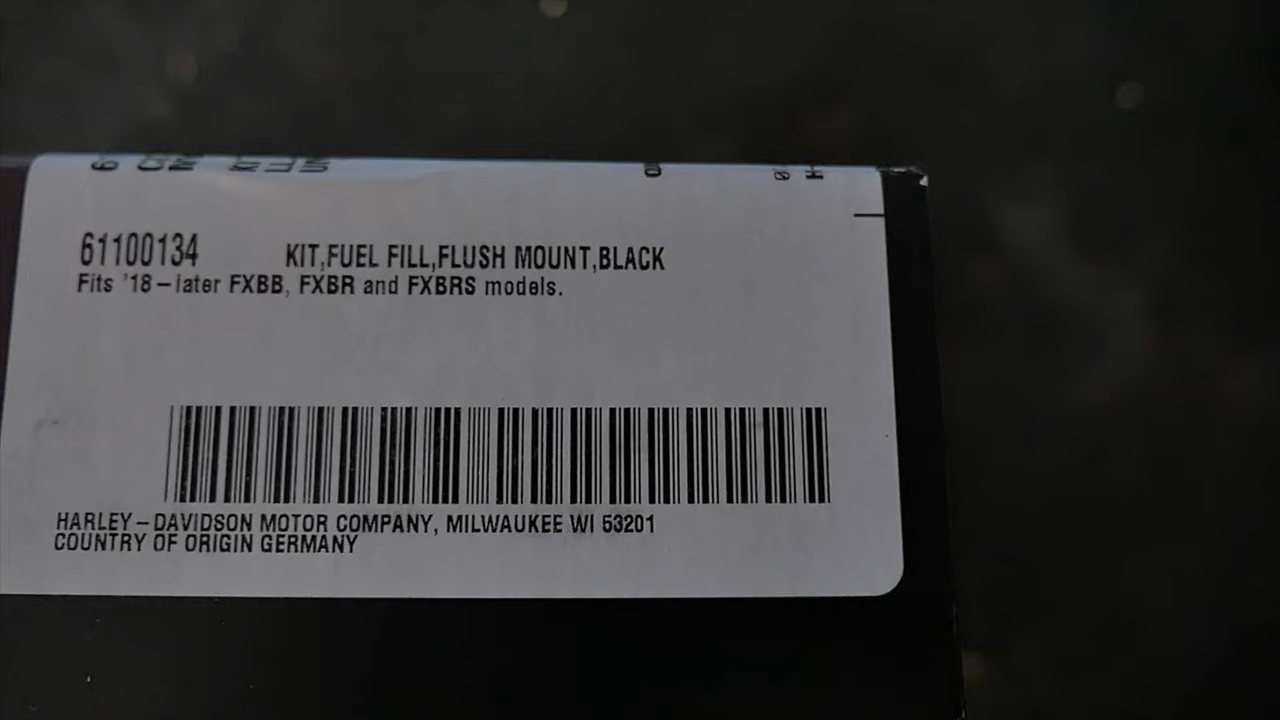 61100134 KIT,FUEL FILL,FLUSH MOUNT,BLACK
Fits '18-later FXBB, FXBR and FXBRS models.
HARLEY-DAVIDSON MOTOR COMPANY, MILWAUKEE WI 53201
COUNTRY OF ORIGIN GERMANY